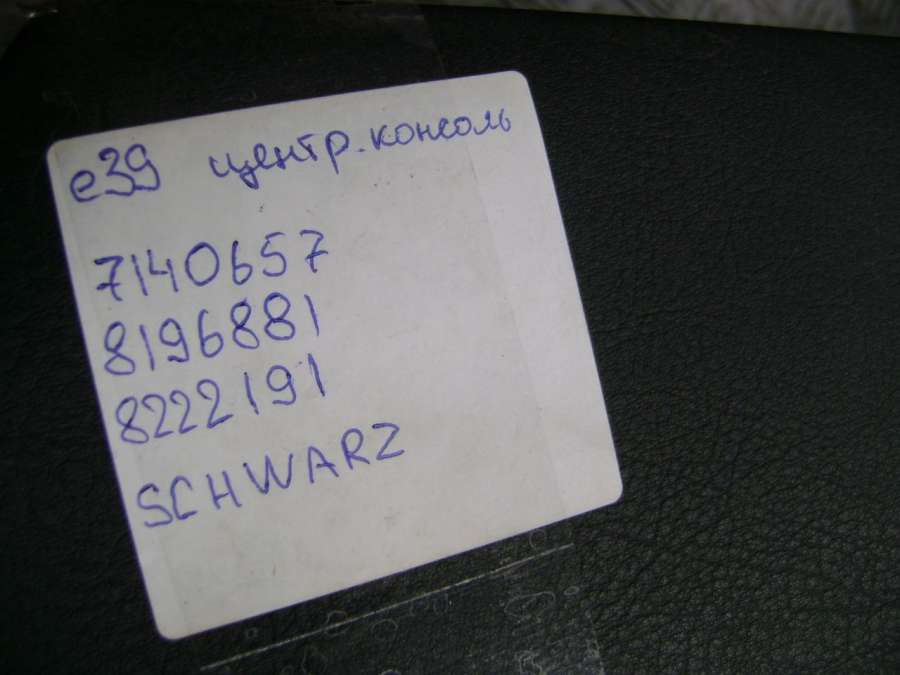 e39 центр.консоль
7140657
8196881
8222191
SCHWARZ